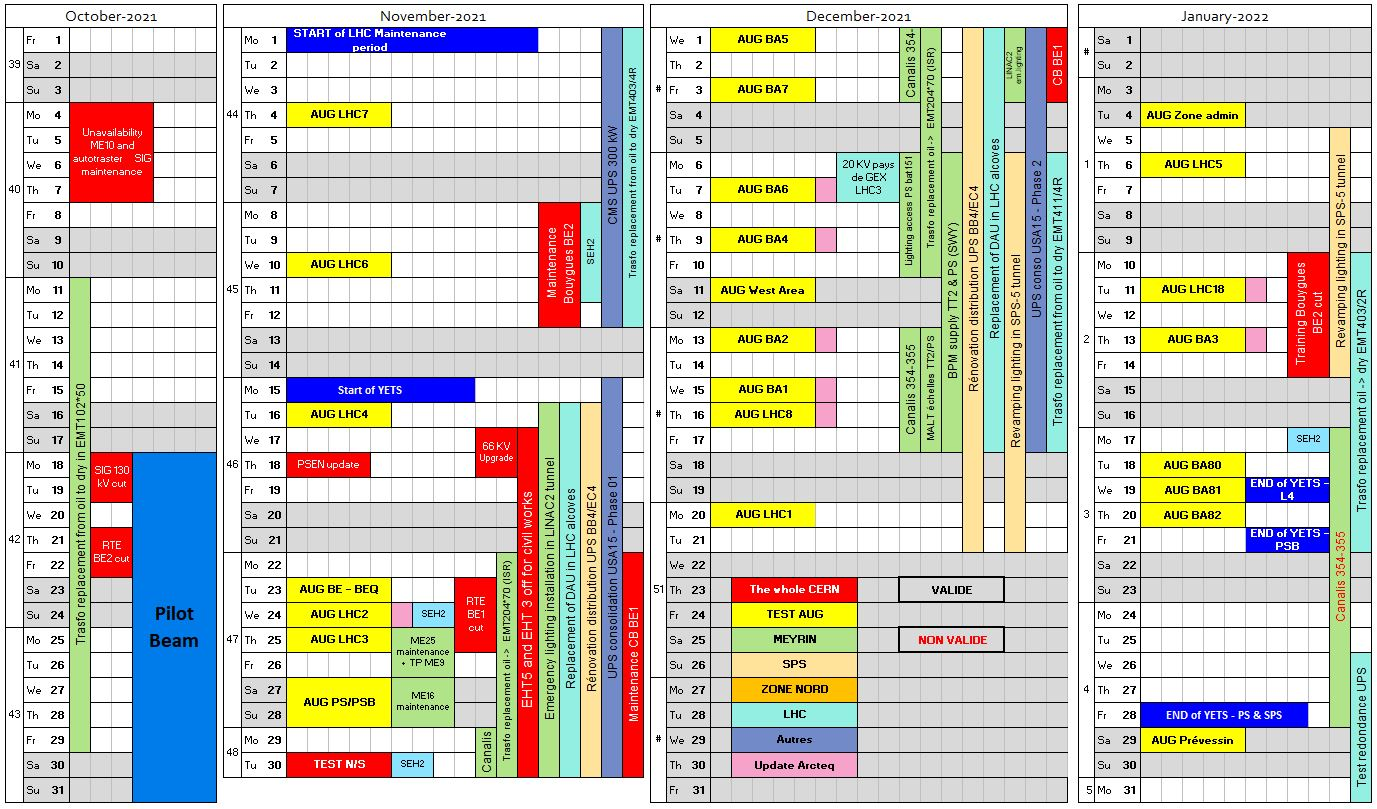 October-2021
Fr 1
39 Sa 2
Su 3
Mo 4
Tu 5
We 6
40 Th 7
Fr 8
Sa 9
Su 10
Mo 11
Tu 12
We 13
41 Th 14
Fr 15
Sa 16
Su 17
Mo 18
Tu 19
We 20
42 Th 21
Fr 22
Sa 23
Su 24
Mo 25
Tu 26
We 27
43 Th 28
Fr 29
Sa 30
Su 31
Unavailability
ME10 and
autotraster SIG
maintenance
Trasfo replacement from oil to dry in EMT102*50
SIG 130
kV cut
RTE
BE2 cut
Pilot
Beam
November-2021
Mo 1
Tu 2
We 3
44 Th 4
Fr 5
Sa 6
Su 7
Mo 8
Tu 9
We 10
45 Th 11
Fr 12
Sa 13
Su 14
Mo 15
Tu 16
We 17
46 Th 18
Fr 19
Sa 20
Su 21
Mo 22
Tu 23
We 24
47 Th 25
Fr 26
Sa 27
Su 28
Mo 29
48 Tu 30
START of LHC Maintenance
period
AUG LHC7
AUG LHC6
Maintenance
Bouygues BE2
SEH2
CMS UPS 300 kW
Trasfo replacement from oil to dry EMT403/4R
Start of YETS
AUG LHC4
66 KV
Upgrade
PSEN update
AUG BE – BEQ
AUG LHC2
SEH2
RTE
BE1
cut
AUG LHC3
ME25
maintenance
+ TP ME9
AUG PS/PSB
ME16
maintenance
TEST N/S
SEH2
Canalis
Trasfo replacement oil-> EMT204*70 (ISR)
EHT5 and EHT 3 off for civil works
Emergency lighting installation in LINAC2 tunnel
Replacement of DAU in LHC alcoves
Rénovation distribution UPS BB4/EC4
UPS consolidation USA15 - Phase 01
Maintenance CB BE1
December-2021
We 1
Th 2
# Fr 3
Sa 4
Su 5
Mo 6
Tu 7
We 8
# Th 9
Fr 10
Sa 11
Su 12
Mo 13
Tu 14
We 15
# Th 16
Fr 17
Sa 18
Su 19
Mo 20
Tu 21
We 22
51 Th 23
Fr 24
Sa 25
Su 26
Mo 27
Tu 28
# We 29
Th 30
Fr 31
AUG BA5
AUG BA7
AUG BA6
20 KV pays
de GEX
LHC3
AUG BA4
AUG West Area
AUG BA2
AUG BA1
AUG LHC8
AUG LHC1
Canalis 354-
Lighting access PS bat151
Canalis 354-355
Trasfo replacement oil -> EMT204*70 (ISR)
MALT échelles TT2/PS
BPM supply TT2 & PS (SWY)
Rénovation distribution UPS BB4/EC4
Replacement of DAU in LHC alcoves
LINAC2
em.lighting
Revamping lighting in SPS-5 tunnel
UPS conso USA15 - Phase 2
CB BE1
Trasfo replacement from oil to dry EMT411/4R
The whole CERN
TEST AUG
MEYRIN
SPS
ZONE NORD
LHC
Autres
Update Arcteq
VALIDE
NON VALIDE
January-2022
Sa 1
# Su 2
Mo 3
Tu 4
We 5
1 Th 6
Fr 7
Sa 8
Su 9
Mo 10
Tu 11
We 12
2 Th 13
Fr 14
Sa 15
Su 16
Mo 17
Tu 18
We 19
3 Th 20
Fr 21
Sa 22
Su 23
Mo 24
Tu 25
We 26
4 Th 27
Fr 28
Sa 29
Su 30
5 Mo 31
AUG Zone admin
AUG LHC5
AUG LHC18
AUG BA3
Training Bouygues
BE2 cut
Revamping lighting in SPS-5 tunnel
Trasfo replacement oil -> dry EMT403/2R
SEH2
AUG BA80
AUG BA81
END of YETS –
L4
AUG BA82
END of YETS -
PSB
Canalis 354-355
END of YETS - PS & SPS
AUG Prévessin
Test redondance UPS